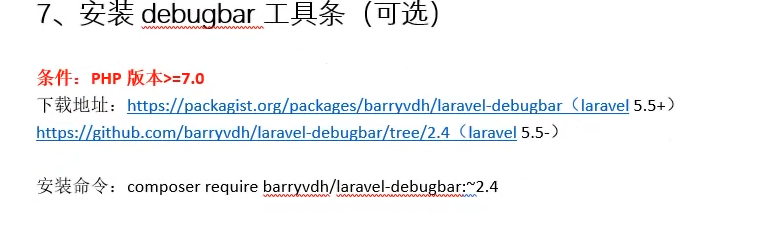 7、安装 debugbar 工具条（可选）
条件：PHP 版本>=7.0
下载地址：https://packagist.org/packages/barryvdh/laravel-debugbar（laravel 5.5+）
https://github.com/barryvdh/laravel-debugbar/tree/2.4（laravel 5.5-）
安装命令：composer require barryvdh/laravel-debugbar:~2.4